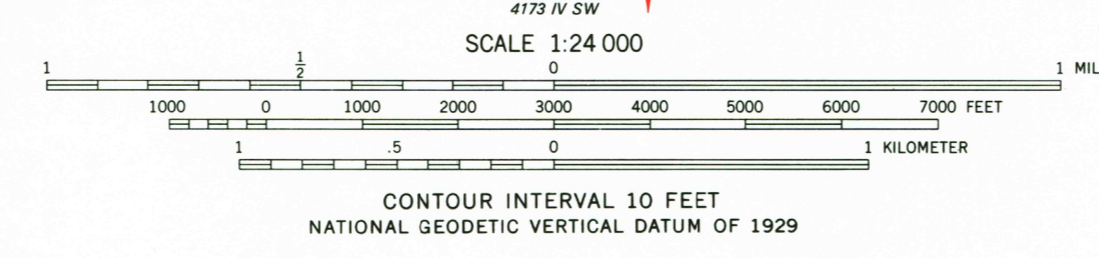 4173 IV SW
SCALE 1:24 000
1 1/2 0 1 MIL
1000 0 1000 2000 3000 4000 5000 6000 7000 FEET
1 .5 0 1 KILOMETER
CONTOUR INTERVAL 10 FEET
NATIONAL GEODETIC VERTICAL DATUM OF 1929